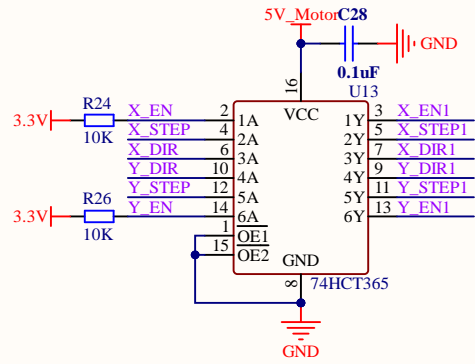 5V_Motor C28
GND
0.1uF
16
U13
VCC
3.3V R24 10K X_EN 2 1A 1Y 3 X_EN1
X_STEP 4 2A 2Y 5 X_STEP1
X_DIR 6 3A 3Y 7 X_DIR1
Y_DIR 10 4A 4Y 9 Y_DIR1
Y_STEP 12 5A 5Y 11 Y_STEP1
3.3V R26 10K Y_EN 14 6A 6Y 13 Y_EN1
1 OE1
15 OE2
GND
8
74HCT365
GND